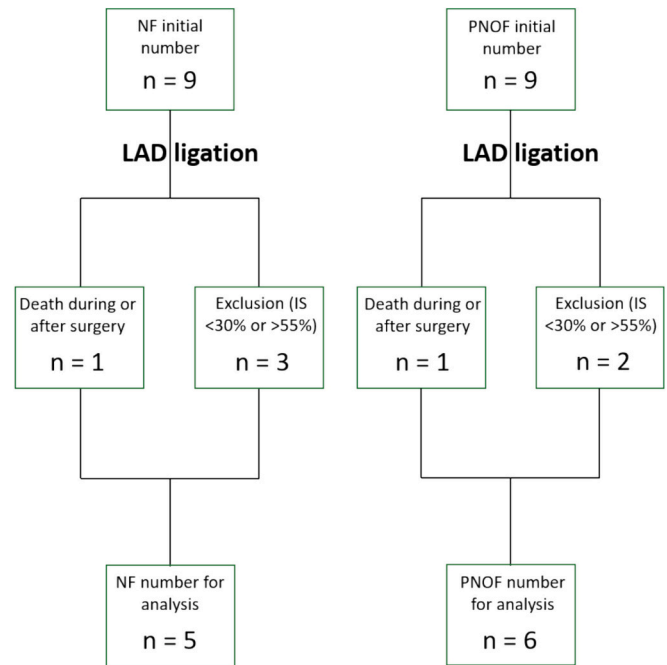 NF initial
number
n = 9
PNOF initial
number
n = 9
LAD ligation
LAD ligation
Death during or
after surgery
n = 1
Exclusion (IS
<30% or >55%)
n = 3
Death during or
after surgery
n = 1
Exclusion (IS
<30% or >55%)
n = 2
NF number for
analysis
n = 5
PNOF number
for analysis
n = 6